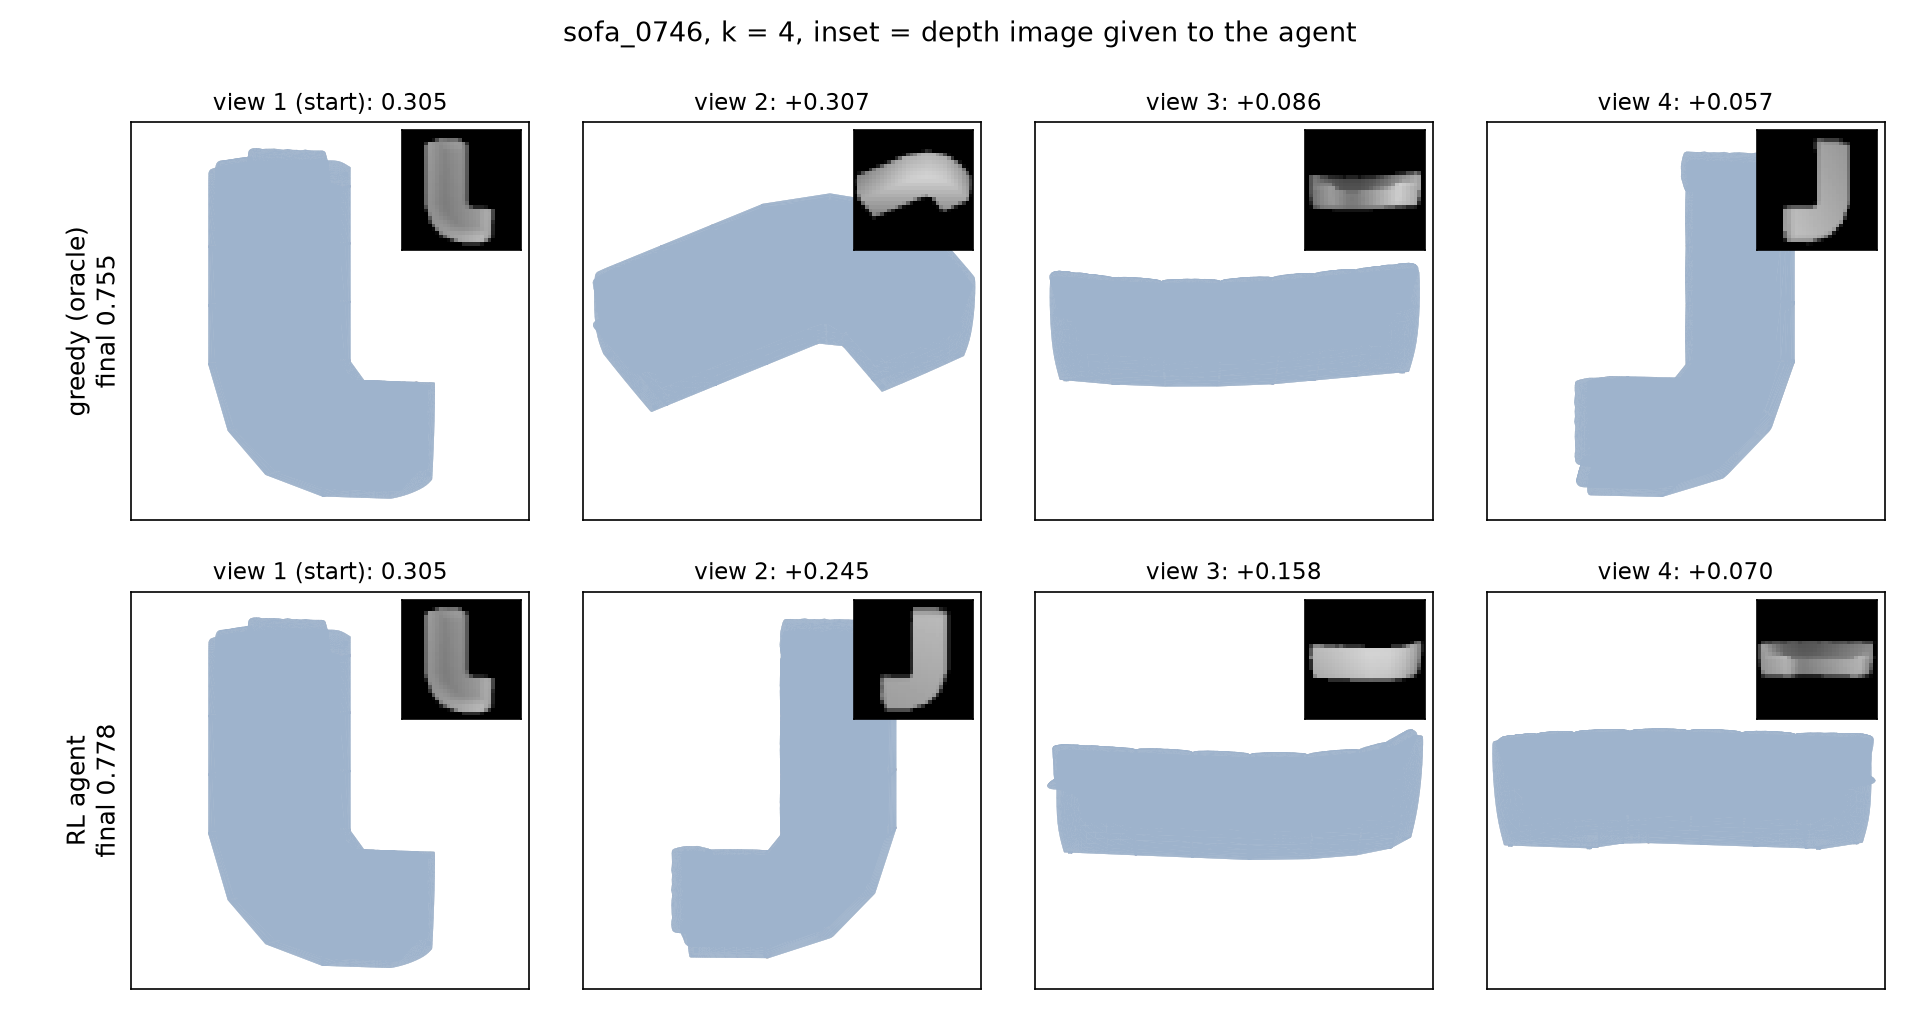 sofa_0746, k = 4, inset = depth image given to the agent
greedy (oracle)
final 0.755
view 1 (start): 0.305
view 2: +0.307
view 3: +0.086
view 4: +0.057
RL agent
final 0.778
view 1 (start): 0.305
view 2: +0.245
view 3: +0.158
view 4: +0.070